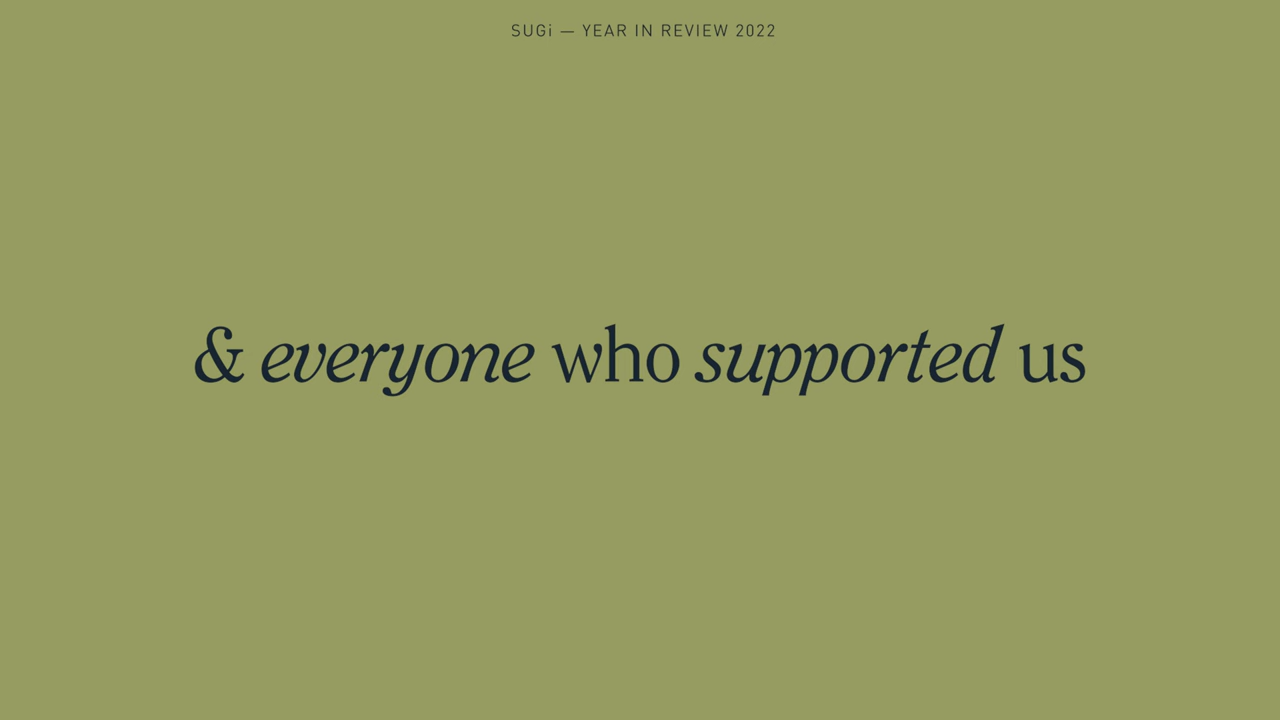 SUGi — YEAR IN REVIEW 2022
& everyone who supported us